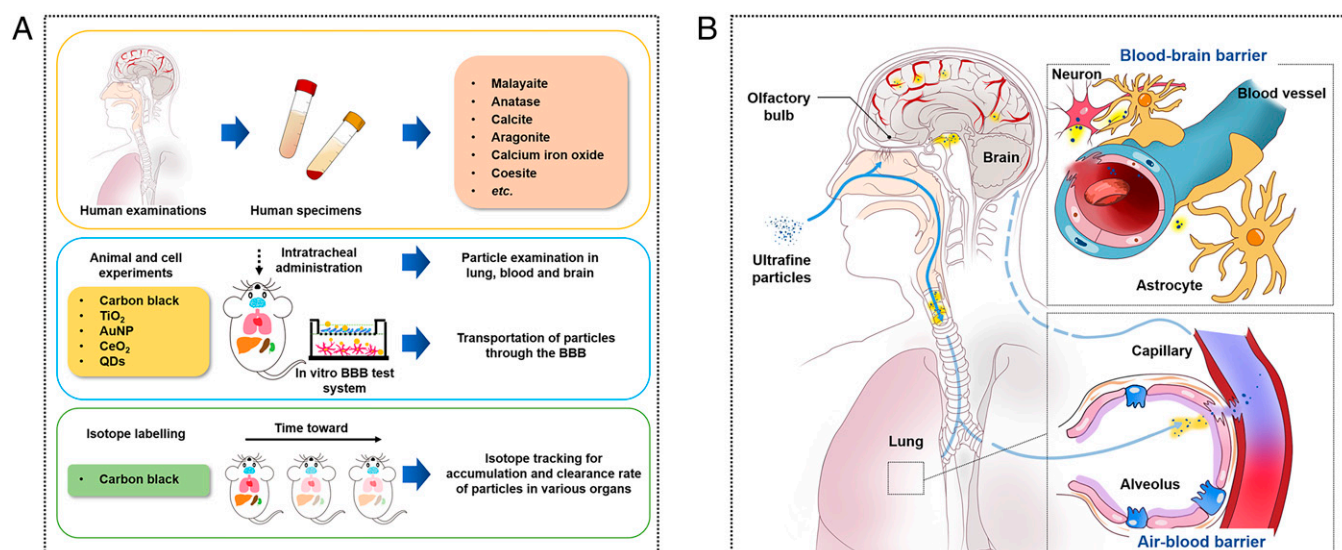 A
Human examinations
Human specimens
• Malayaite
• Anatase
• Calcite
• Aragonite
• Calcium iron oxide
• Coesite
• etc.
Animal and cell
experiments
• Carbon black
• TiO₂
• AuNP
• CeO₂
• QDs
Intratracheal
administration
In vitro BBB test
system
Particle examination in
lung, blood and brain
Transportation of particles
through the BBB
Isotope labelling
• Carbon black
Time toward
Isotope tracking for
accumulation and clearance rate
of particles in various organs
B
Olfactory
bulb
Brain
Ultrafine
particles
Lung
Blood-brain barrier
Neuron
Blood vessel
Astrocyte
Capillary
Alveolus
Air-blood barrier